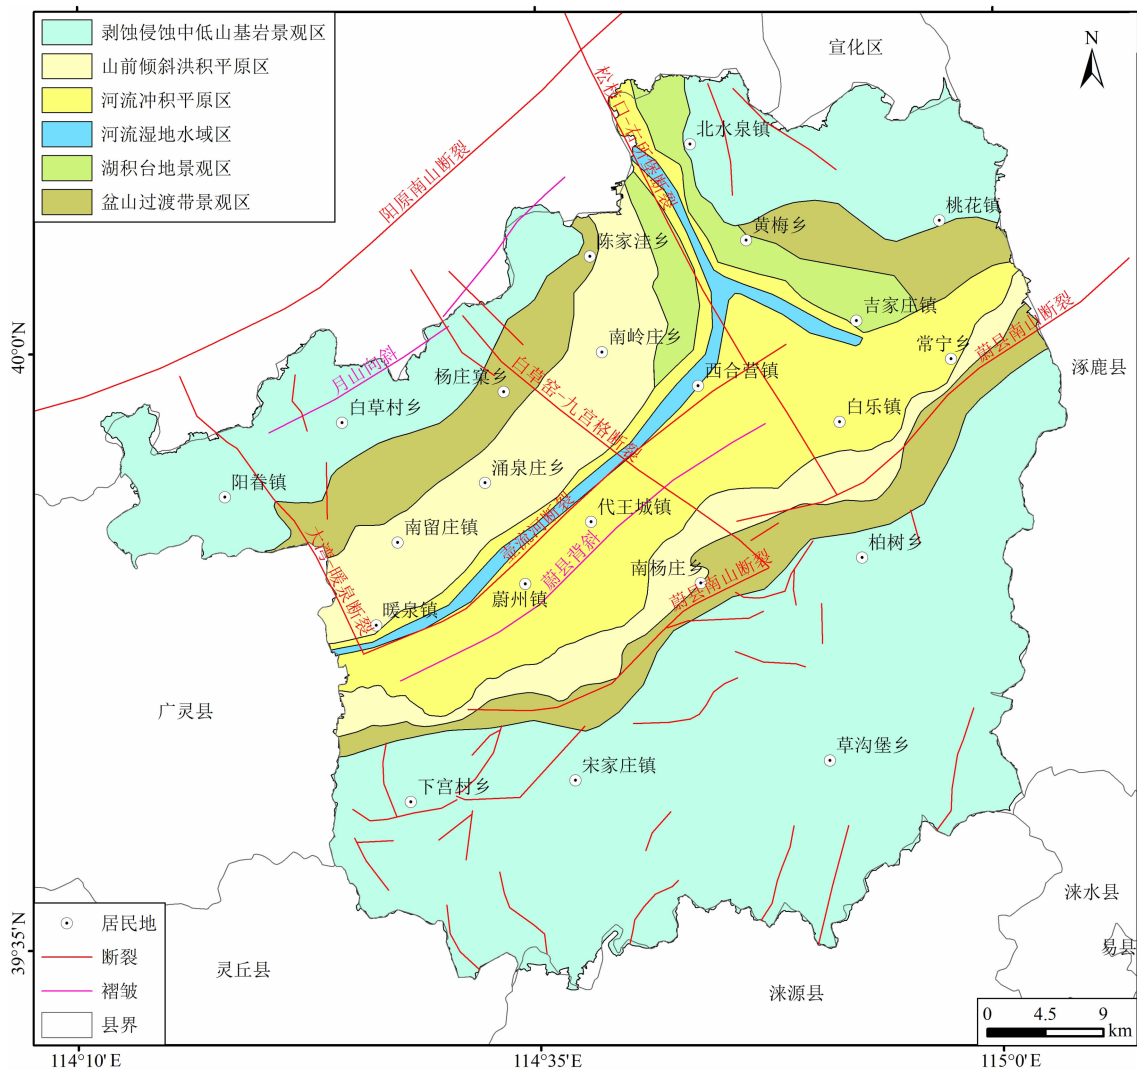 剥蚀侵蚀中低山基岩景观区
山前倾斜洪积平原区
河流冲积平原区
河流湿地水域区
湖积台地景观区
盆山过渡带景观区
宣化区
N
松枝口-右所堡断裂
北水泉镇
阳原南山断裂
桃花镇
黄梅乡
陈家洼乡
吉家庄镇
南岭庄乡
常宁乡
蔚县南山断裂
40°0′N
涿鹿县
月山向斜
杨庄窠乡
白草窑-九宫格断裂
西合营镇
白草村乡
白乐镇
涌泉庄乡
阳眷镇
代王城镇
南留庄镇
壶流河断裂
大湾-暖泉断裂
蔚县背斜
柏树乡
南杨庄乡
蔚县南山断裂
蔚州镇
暖泉镇
广灵县
草沟堡乡
宋家庄镇
下宫村乡
涞水县
39°35′N
居民地
断裂
褶皱
县界
易县
灵丘县
涞源县
0 4.5 9
km
114°10′E
114°35′E
115°0′E